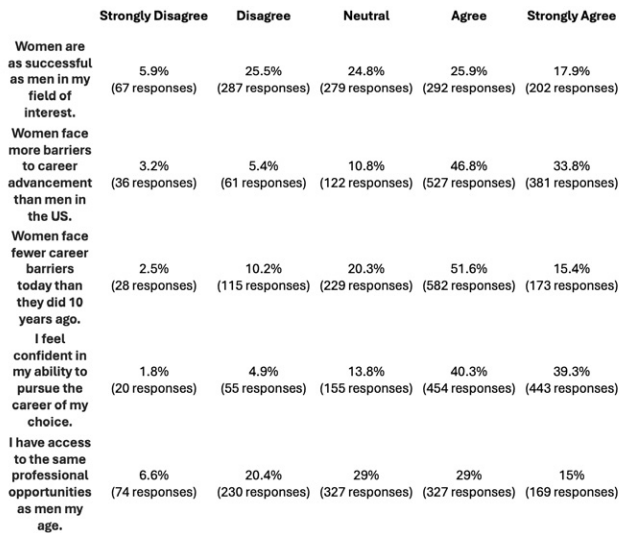 Strongly Disagree Disagree Neutral Agree Strongly Agree
Women are
as successful
as men in my
field of
interest.
5.9% 25.5% 24.8% 25.9% 17.9%
(67 responses) (287 responses) (279 responses) (292 responses) (202 responses)
Women face
more barriers
to career
advancement
than men in
the US.
3.2% 5.4% 10.8% 46.8% 33.8%
(36 responses) (61 responses) (122 responses) (527 responses) (381 responses)
Women face
fewer career
barriers
today than
they did 10
years ago.
2.5% 10.2% 20.3% 51.6% 15.4%
(28 responses) (115 responses) (229 responses) (582 responses) (173 responses)
I feel
confident in
my ability to
pursue the
career of my
choice.
1.8% 4.9% 13.8% 40.3% 39.3%
(20 responses) (55 responses) (155 responses) (454 responses) (443 responses)
I have access
to the same
professional
opportunities
as men my
age.
6.6% 20.4% 29% 29% 15%
(74 responses) (230 responses) (327 responses) (327 responses) (169 responses)